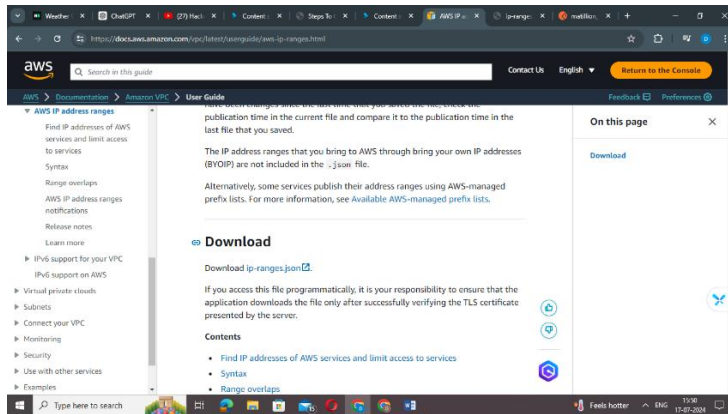 Weather
ChatGPT
(27) Hack
Content
Steps To
Content
AWS IP a
ip-range
matillion,
https://docs.aws.amazon.com/vpc/latest/userguide/aws-ip-ranges.html
aws
Search in this guide
Contact Us
English
Return to the Console
AWS > Documentation > Amazon VPC > User Guide
Feedback
Preferences
AWS IP address ranges
Find IP addresses of AWS
services and limit access
to services
Syntax
Range overlaps
AWS IP address ranges
notifications
Release notes
Learn more
IPv6 support for your VPC
IPv6 support on AWS
Virtual private clouds
Subnets
Connect your VPC
Monitoring
Security
Use with other services
Examples
have been changes since the last time that you saved the file, check the
publication time in the current file and compare it to the publication time in the
last file that you saved.
The IP address ranges that you bring to AWS through bring your own IP addresses
(BYOIP) are not included in the .json file.
Alternatively, some services publish their address ranges using AWS-managed
prefix lists. For more information, see Available AWS-managed prefix lists.
Download
Download ip-ranges.json.
If you access this file programmatically, it is your responsibility to ensure that the
application downloads the file only after successfully verifying the TLS certificate
presented by the server.
Contents
• Find IP addresses of AWS services and limit access to services
• Syntax
• Range overlaps
On this page
Download
Type here to search
Feels hotter
ENG
15:50
17-07-2024